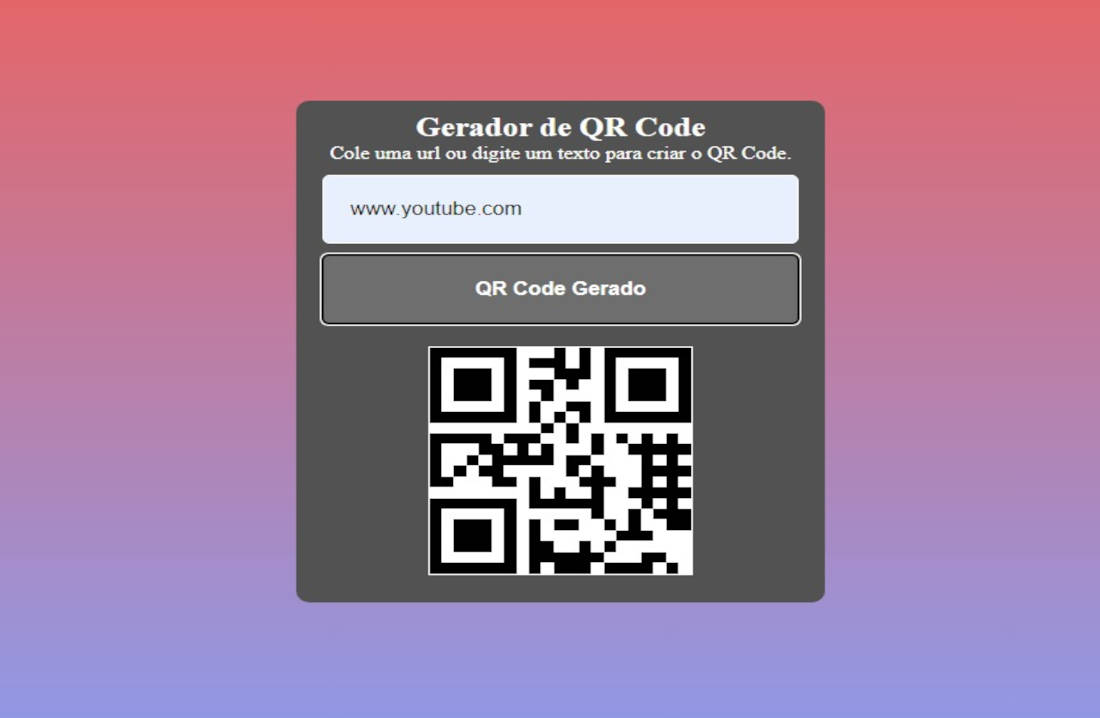 Gerador de QR Code
Cole uma url ou digite um texto para criar o QR Code.
www.youtube.com
QR Code Gerado